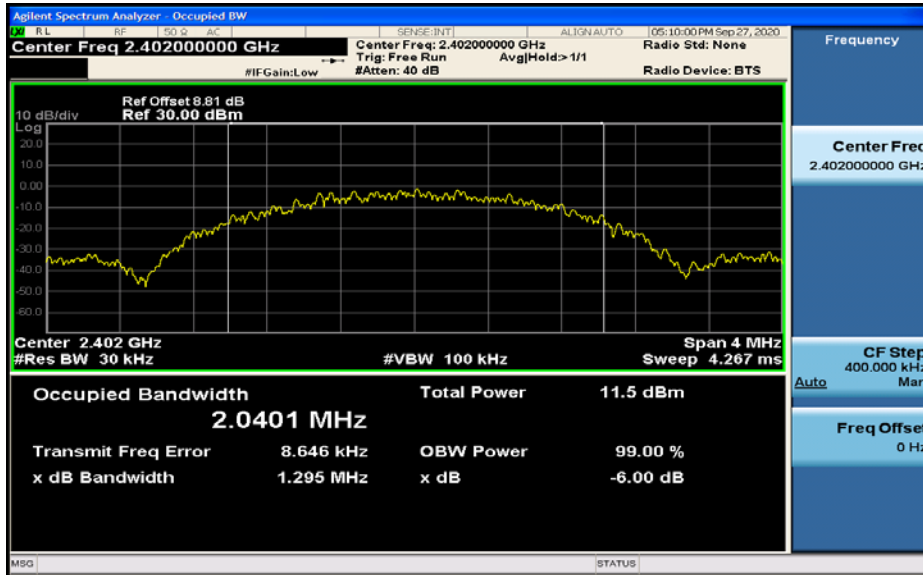 Agilent Spectrum Analyzer - Occupied BW
RL RF 50 Ω AC SENSE:INT ALIGN AUTO 05:10:00 PM Sep 27, 2020
Center Freq 2.402000000 GHz
Center Freq: 2.402000000 GHz
Radio Std: None
Trig: Free Run Avg|Hold:>1/1
#IFGain:Low #Atten: 40 dB Radio Device: BTS
Ref Offset 8.81 dB
10 dB/div Ref 30.00 dBm
Log
20.0
10.0
0.00
-10.0
-20.0
-30.0
-40.0
-50.0
-60.0
Center 2.402 GHz Span 4 MHz
#Res BW 30 kHz #VBW 100 kHz Sweep 4.267 ms
Occupied Bandwidth Total Power 11.5 dBm
2.0401 MHz
Transmit Freq Error 8.646 kHz OBW Power 99.00 %
x dB Bandwidth 1.295 MHz x dB -6.00 dB
MSG STATUS
Frequency
Center Freq
2.402000000 GHz
CF Step
400.000 kHz
Auto Man
Freq Offset
0 Hz